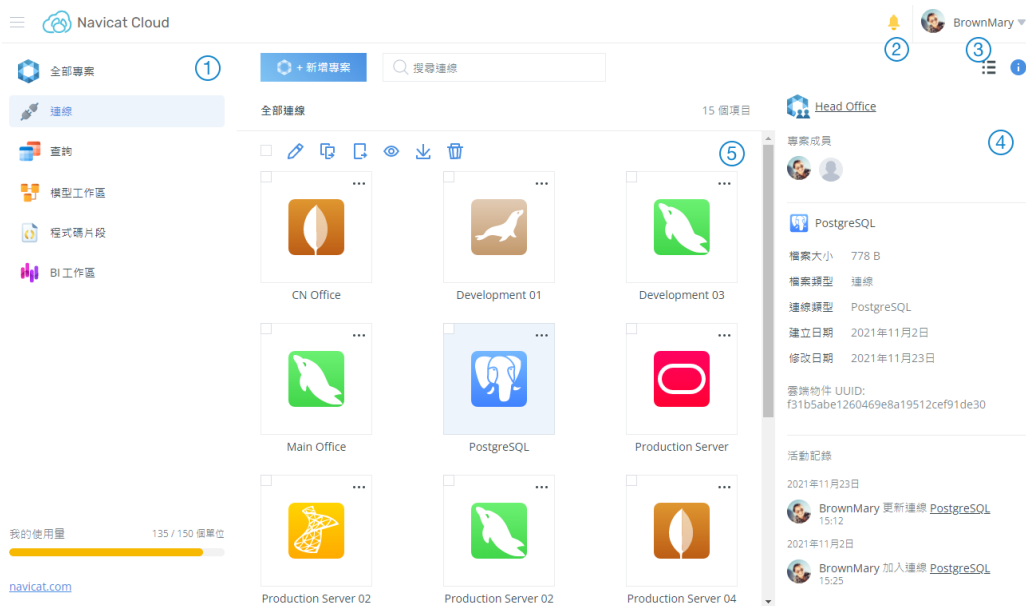 Navicat Cloud
②
BrownMary
全部專案
①
+ 新增專案
搜尋連線
③
連線
全部連線
15 個項目
查詢
模型工作區
程式碼片段
BI 工作區
⑤
CN Office
Development 01
Development 03
Main Office
PostgreSQL
Production Server
Production Server 02
Production Server 02
Production Server 04
我的使用量
135 / 150 個單位
navicat.com
Head Office
④
專案成員
PostgreSQL
檔案大小 778 B
檔案類型 連線
連線類型 PostgreSQL
建立日期 2021年11月2日
修改日期 2021年11月23日
雲端物件 UUID:
f31b5abe1260469e8a19512cef91de30
活動記錄
2021年11月23日
BrownMary 更新連線 PostgreSQL
15:12
2021年11月2日
BrownMary 加入連線 PostgreSQL
15:25